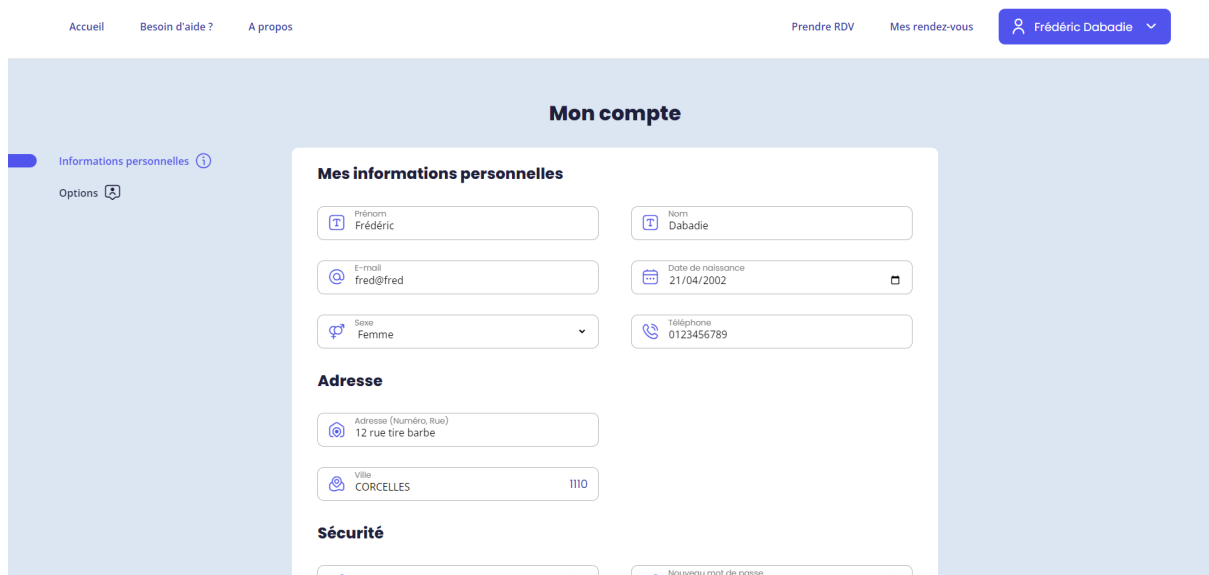 Accueil Besoin d'aide ? A propos Prendre RDV Mes rendez-vous Frédéric Dabadie
Mon compte
Informations personnelles
Options
Mes informations personnelles
Prénom
Frédéric
Nom
Dabadie
E-mail
fred@fred
Date de naissance
21/04/2002
Sexe
Femme
Téléphone
0123456789
Adresse
Adresse (Numéro, Rue)
12 rue tire barbe
Ville
CORCELLES 1110
Sécurité
Nouveau mot de passe